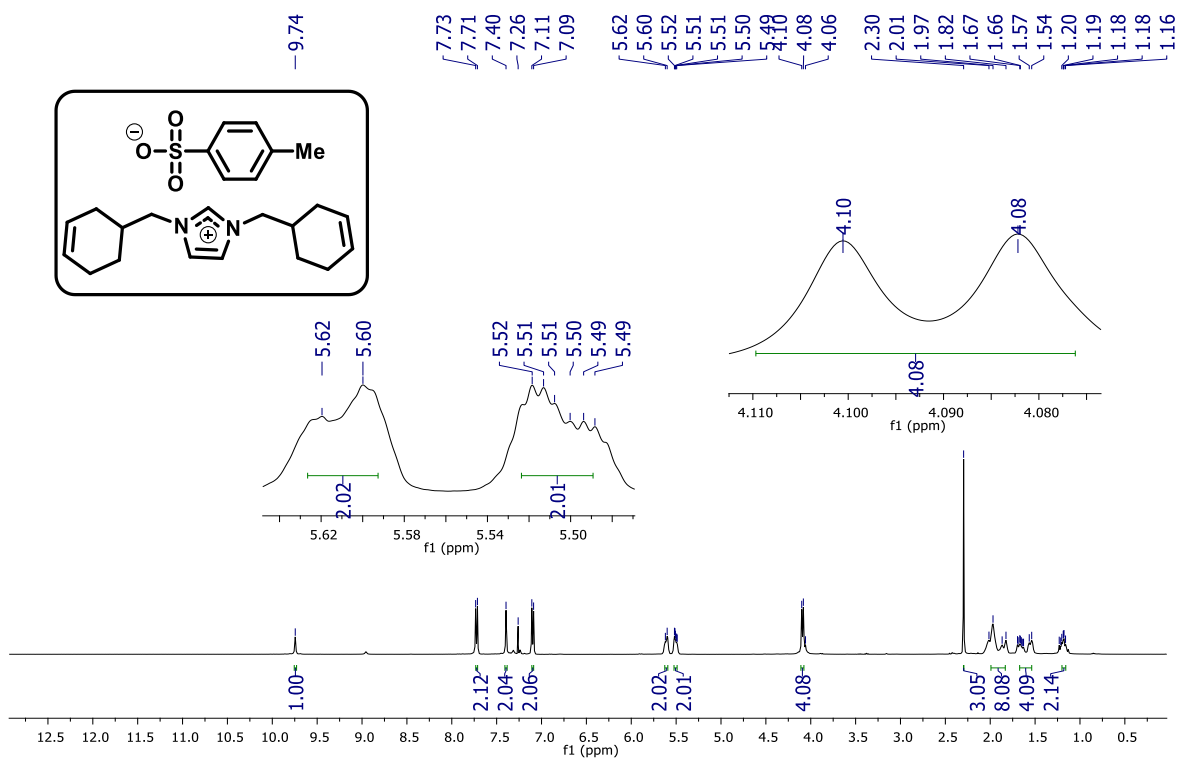 9.74 7.73 7.71 7.40 7.26 7.11 7.09 5.62 5.60 5.52 5.51 5.51 5.50 5.49 4.10 4.08 4.06 2.30 2.01 1.97 1.82 1.67 1.66 1.57 1.54 1.20 1.19 1.18 1.18 1.16
⊖
O
O S Me
O
N N
⊕
4.10 4.08
4.08
4.110 4.100 4.090 4.080
f1 (ppm)
5.62 5.60 5.52 5.51 5.51 5.50 5.49 5.49
2.02 2.01
5.62 5.58 5.54 5.50
f1 (ppm)
1.00 2.12 2.04 2.06 2.02 2.01 4.08 3.05 8.08 4.09 2.14
12.5 12.0 11.5 11.0 10.5 10.0 9.5 9.0 8.5 8.0 7.5 7.0 6.5 6.0 5.5 5.0 4.5 4.0 3.5 3.0 2.5 2.0 1.5 1.0 0.5
f1 (ppm)